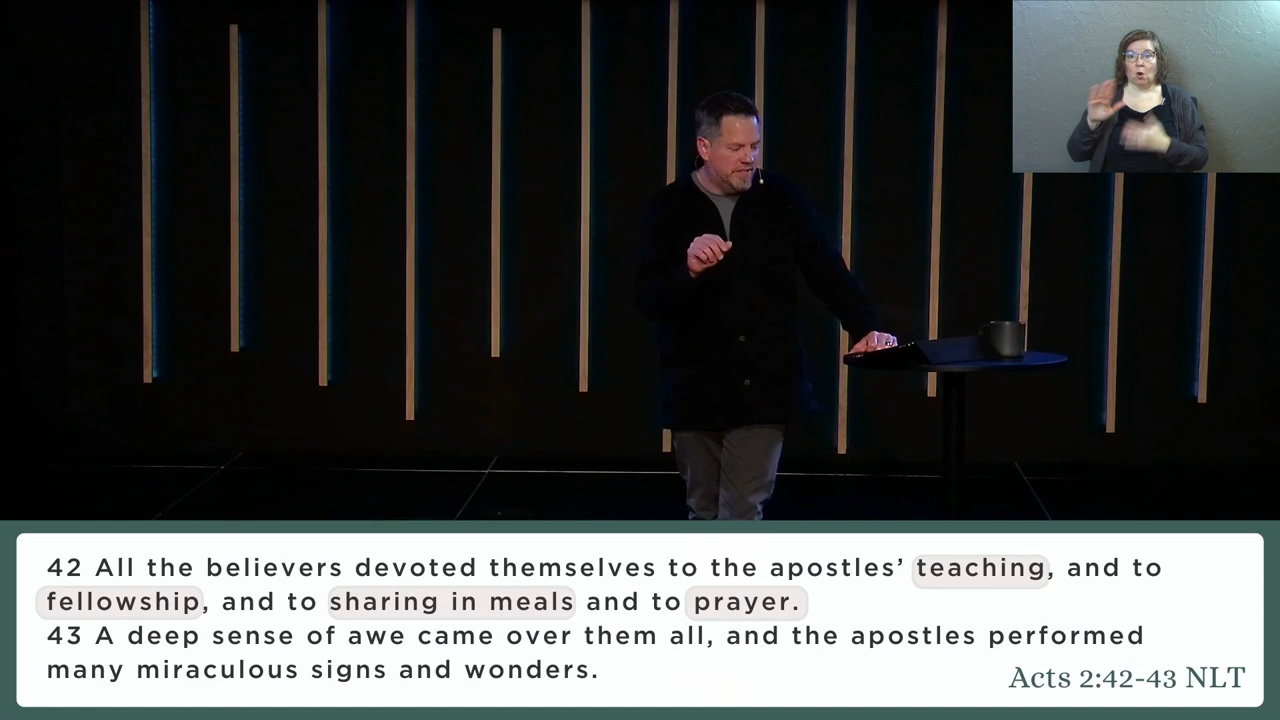 42 All the believers devoted themselves to the apostles’ teaching, and to
fellowship, and to sharing in meals and to prayer.
43 A deep sense of awe came over them all, and the apostles performed
many miraculous signs and wonders.
Acts 2:42-43 NLT